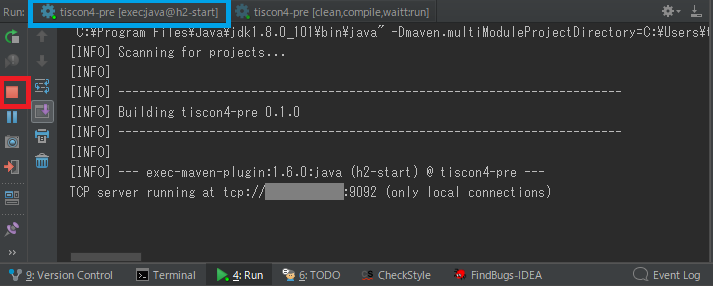 Run: tiscon4-pre [exec:java@h2-start] tiscon4-pre [clean,compile,waitt:run]
"C:¥Program Files¥Java¥jdk1.8.0_101¥bin¥java" -Dmaven.multiModuleProjectDirectory=C:¥Users¥
[INFO] Scanning for projects...
[INFO]
[INFO] ------------------------------------------------------------------------
[INFO] Building tiscon4-pre 0.1.0
[INFO] ------------------------------------------------------------------------
[INFO]
[INFO] --- exec-maven-plugin:1.6.0:java (h2-start) @ tiscon4-pre ---
TCP server running at tcp:// :9092 (only local connections)
9: Version Control Terminal 4: Run 6: TODO CheckStyle FindBugs-IDEA Event Log